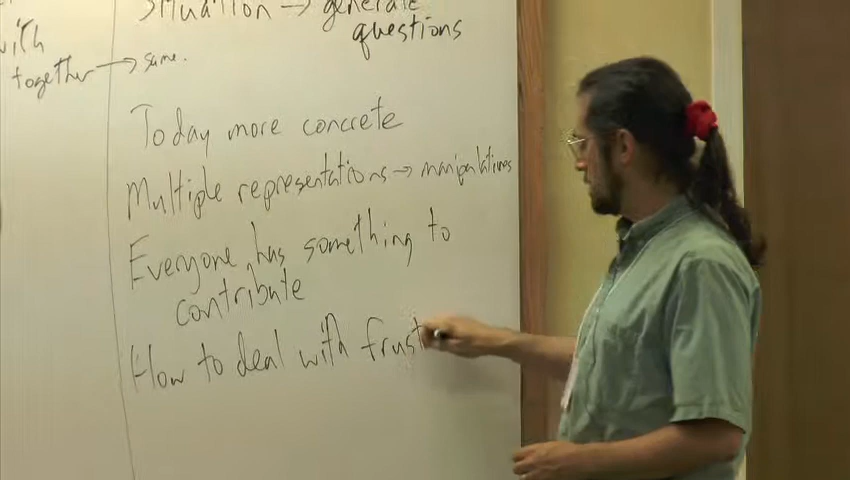 Situation → generate
questions
with
together → same.
Today more concrete
Multiple representations → manipulatives
Everyone has something to
contribute
How to deal with frust